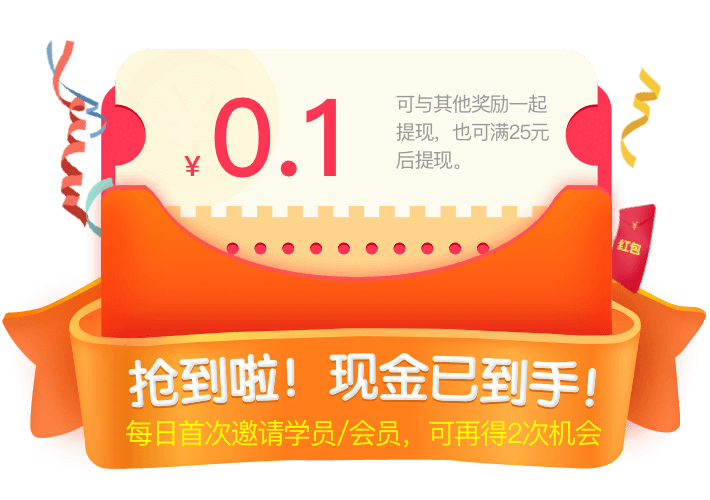 ¥0.1
可与其他奖励一起
提现，也可满25元
后提现。
¥
红包
抢到啦！现金已到手！
每日首次邀请学员/会员，可再得2次机会